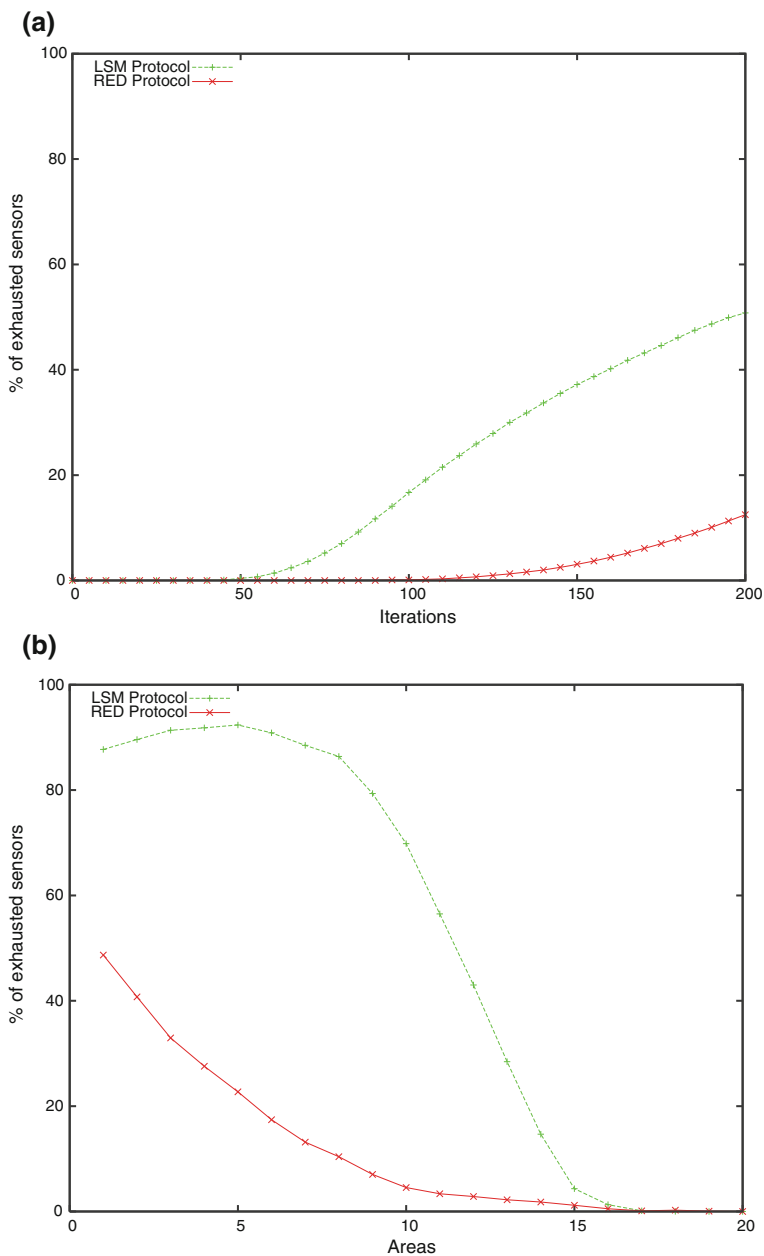 (a)
100
LSM Protocol
RED Protocol
80
60
40
20
0
% of exhausted sensors
0 50 100 150 200
Iterations
(b)
100
LSM Protocol
RED Protocol
80
60
40
20
0
% of exhausted sensors
0 5 10 15 20
Areas